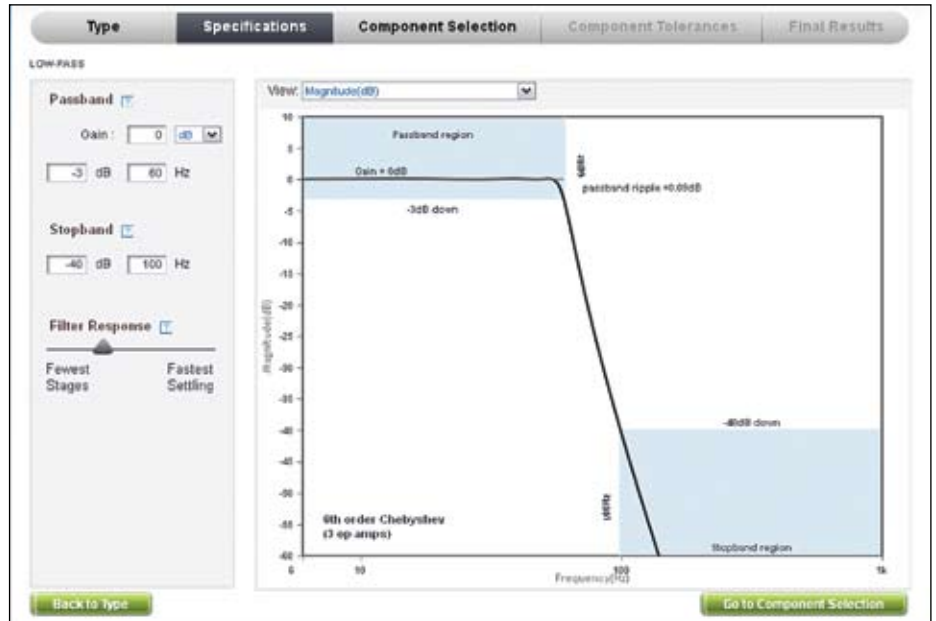 Type Specifications Component Selection Component Tolerances Final Results
LOW-PASS
Passband ?
Gain : 0 dB
-3 dB 60 Hz
Stopband ?
-40 dB 100 Hz
Filter Response ?
Fewest Stages
Fastest Settling
View: Magnitude(dB)
10
5
0
-5
-10
-15
-20
-25
-30
-35
-40
-45
-50
-55
-60
Magnitude(dB)
Passband region
Gain = 0dB
60Hz
passband ripple =0.09dB
-3dB down
-40dB down
100Hz
6th order Chebyshev
(3 op amps)
Stopband region
6 10 100 1k
Frequency(Hz)
Back to Type
Go to Component Selection